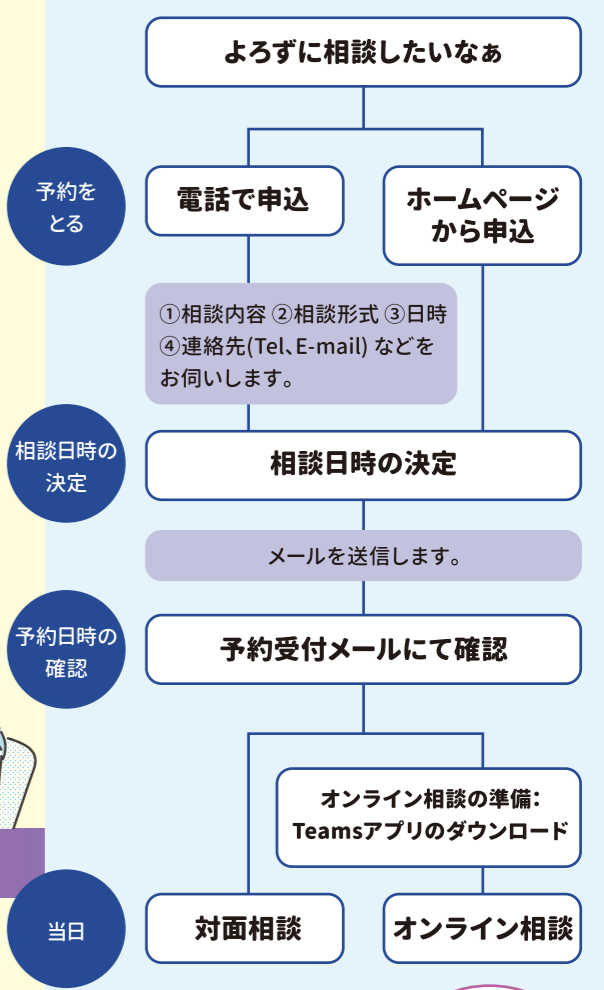 よろずに相談したいなぁ
予約を
とる
電話で申込
ホームページ
から申込
①相談内容 ②相談形式 ③日時
④連絡先(Tel、E-mail) などを
お伺いします。
相談日時の
決定
相談日時の決定
メールを送信します。
予約日時の
確認
予約受付メールにて確認
オンライン相談の準備:
Teamsアプリのダウンロード
当日
対面相談
オンライン相談